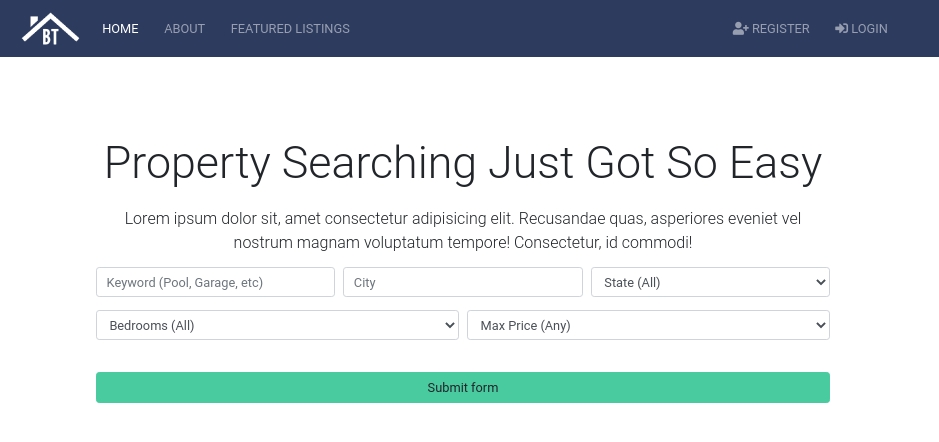 BT HOME ABOUT FEATURED LISTINGS REGISTER LOGIN
Property Searching Just Got So Easy
Lorem ipsum dolor sit, amet consectetur adipisicing elit. Recusandae quas, asperiores eveniet vel
nostrum magnam voluptatum tempore! Consectetur, id commodi!
Keyword (Pool, Garage, etc) City State (All)
Bedrooms (All) Max Price (Any)
Submit form